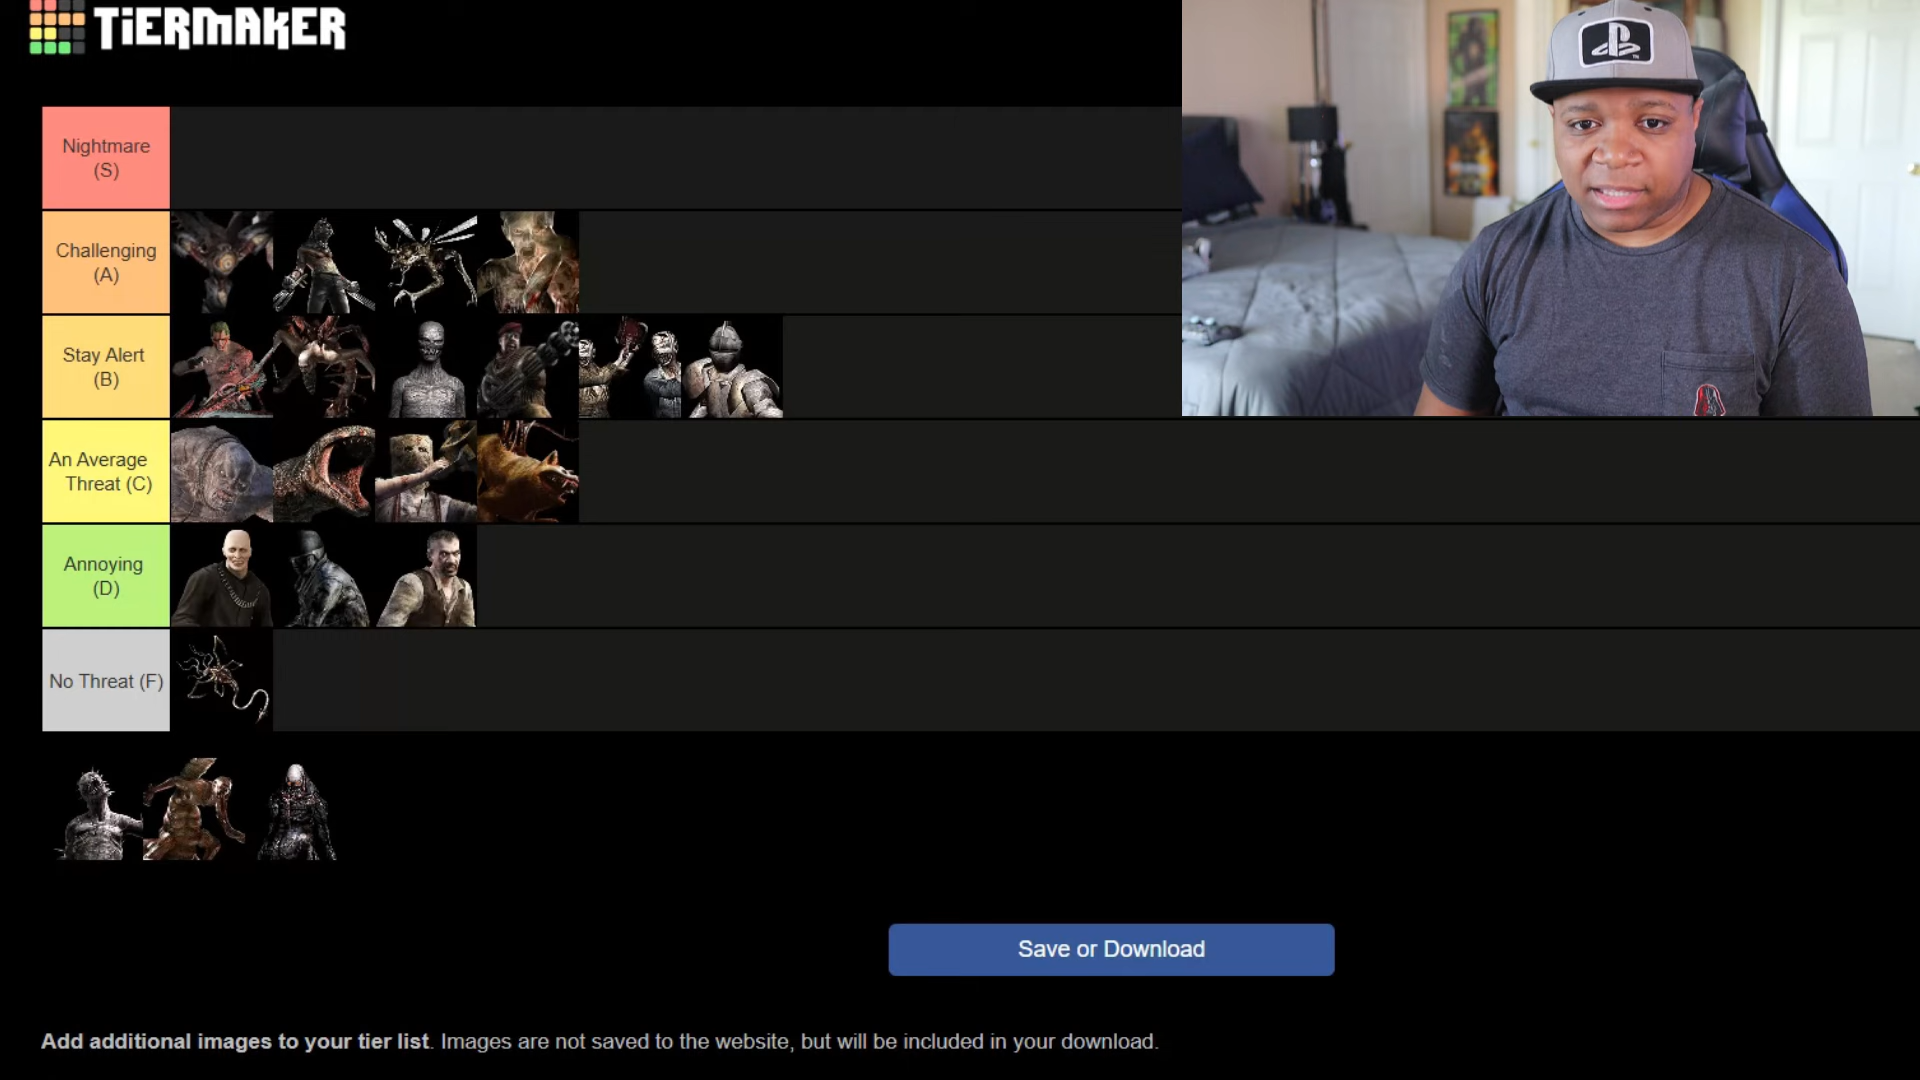 TiERMAKER
Nightmare
(S)
Challenging
(A)
Stay Alert
(B)
An Average
Threat (C)
Annoying
(D)
No Threat (F)
Save or Download
Add additional images to your tier list. Images are not saved to the website, but will be included in your download.